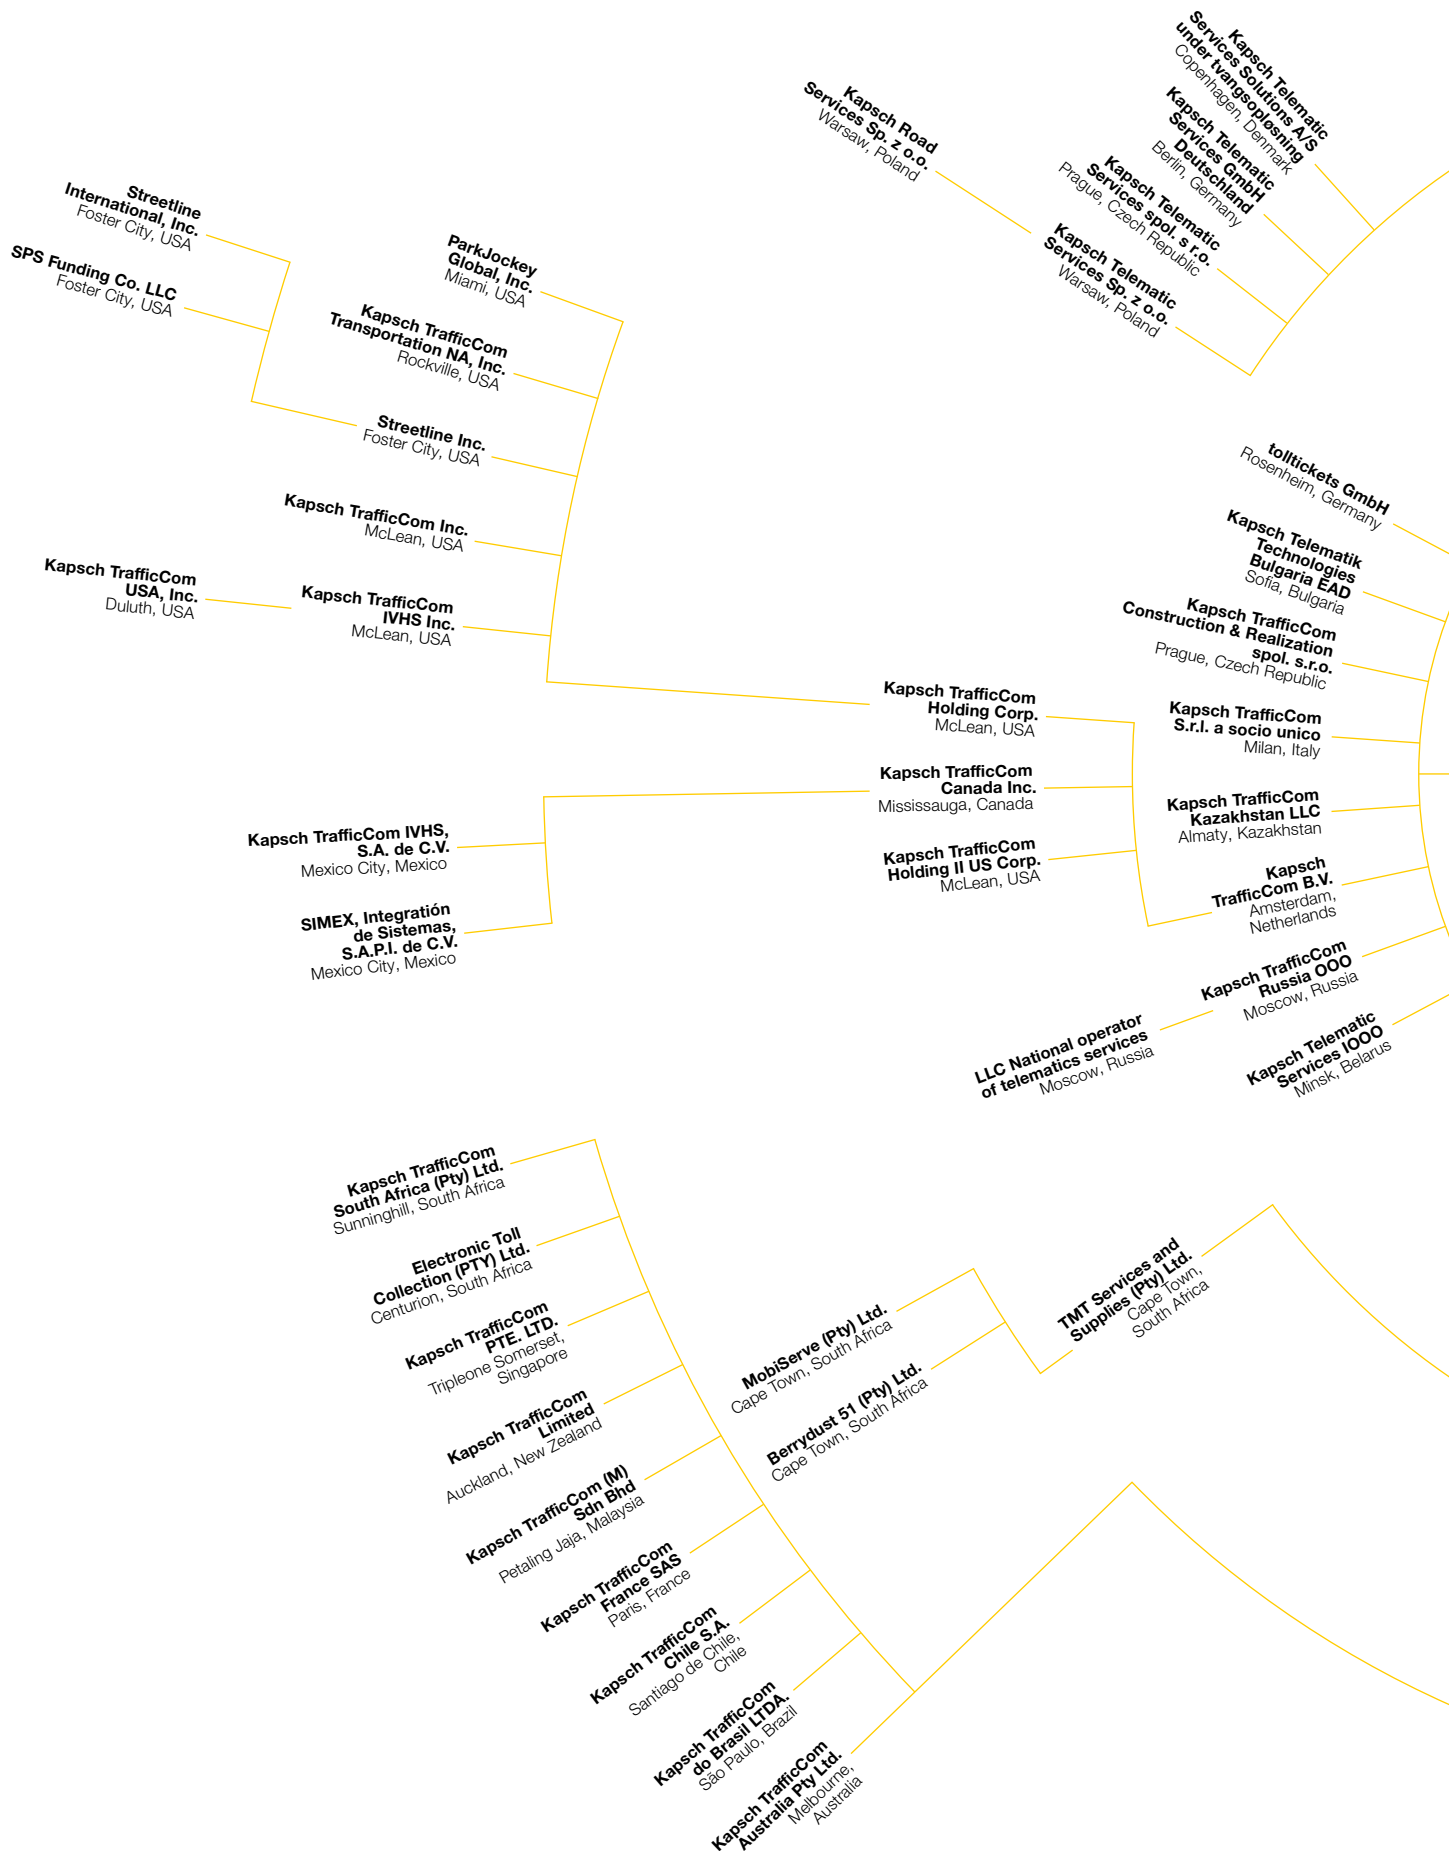 Kapsch Telematic
Services Solutions A/S
under tvangsopløsning
Copenhagen, Denmark
Kapsch Telematic
Services GmbH
Deutschland
Berlin, Germany
Kapsch Telematic
Services spol. s r.o.
Prague, Czech Republic
Kapsch Telematic
Services Sp. z o.o.
Warsaw, Poland
Kapsch Road
Services Sp. z o.o.
Warsaw, Poland
Streetline
International, Inc.
Foster City, USA
SPS Funding Co. LLC
Foster City, USA
ParkJockey
Global, Inc.
Miami, USA
Kapsch TrafficCom
Transportation NA, Inc.
Rockville, USA
Streetline Inc.
Foster City, USA
Kapsch TrafficCom Inc.
McLean, USA
Kapsch TrafficCom
USA, Inc.
Duluth, USA
Kapsch TrafficCom
IVHS Inc.
McLean, USA
tolltickets GmbH
Rosenheim, Germany
Kapsch Telematik
Technologies
Bulgaria EAD
Sofia, Bulgaria
Kapsch TrafficCom
Construction & Realization
spol. s.r.o.
Prague, Czech Republic
Kapsch TrafficCom
Holding Corp.
McLean, USA
Kapsch TrafficCom
S.r.l. a socio unico
Milan, Italy
Kapsch TrafficCom
Canada Inc.
Mississauga, Canada
Kapsch TrafficCom
Kazakhstan LLC
Almaty, Kazakhstan
Kapsch TrafficCom IVHS,
S.A. de C.V.
Mexico City, Mexico
Kapsch TrafficCom
Holding II US Corp.
McLean, USA
Kapsch
TrafficCom B.V.
Amsterdam,
Netherlands
SIMEX, Integratión
de Sistemas,
S.A.P.I. de C.V.
Mexico City, Mexico
Kapsch TrafficCom
Russia OOO
Moscow, Russia
LLC National operator
of telematics services
Moscow, Russia
Kapsch Telematic
Services IOOO
Minsk, Belarus
Kapsch TrafficCom
South Africa (Pty) Ltd.
Sunninghill, South Africa
Electronic Toll
Collection (PTY) Ltd.
Centurion, South Africa
Kapsch TrafficCom
PTE. LTD.
Tripleone Somerset,
Singapore
Kapsch TrafficCom
Limited
Auckland, New Zealand
Kapsch TrafficCom (M)
Sdn Bhd
Petaling Jaja, Malaysia
Kapsch TrafficCom
France SAS
Paris, France
Kapsch TrafficCom
Chile S.A.
Santiago de Chile,
Chile
Kapsch TrafficCom
do Brasil LTDA.
São Paulo, Brazil
Kapsch TrafficCom
Australia Pty Ltd.
Melbourne,
Australia
TMT Services and
Supplies (Pty) Ltd.
Cape Town,
South Africa
MobiServe (Pty) Ltd.
Cape Town, South Africa
Berrydust 51 (Pty) Ltd.
Cape Town, South Africa